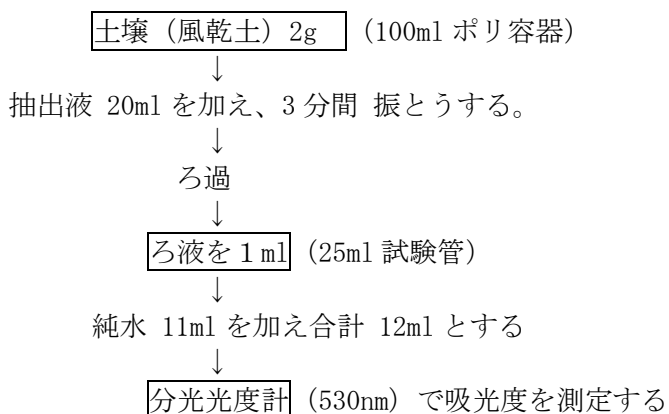 土壌（風乾土）2g （100ml ポリ容器）
↓
抽出液 20ml を加え、3 分間 振とうする。
↓
ろ過
↓
ろ液を１ml （25ml 試験管）
↓
純水 11ml を加え合計 12ml とする
↓
分光光度計（530nm）で吸光度を測定する